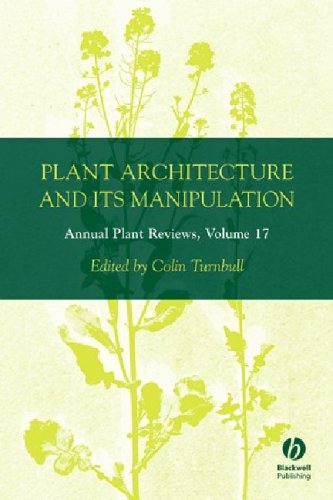 PLANT ARCHITECTURE
AND ITS MANIPULATION
Annual Plant Reviews, Volume 17
Edited by Colin Turnbull
Blackwell
Publishing